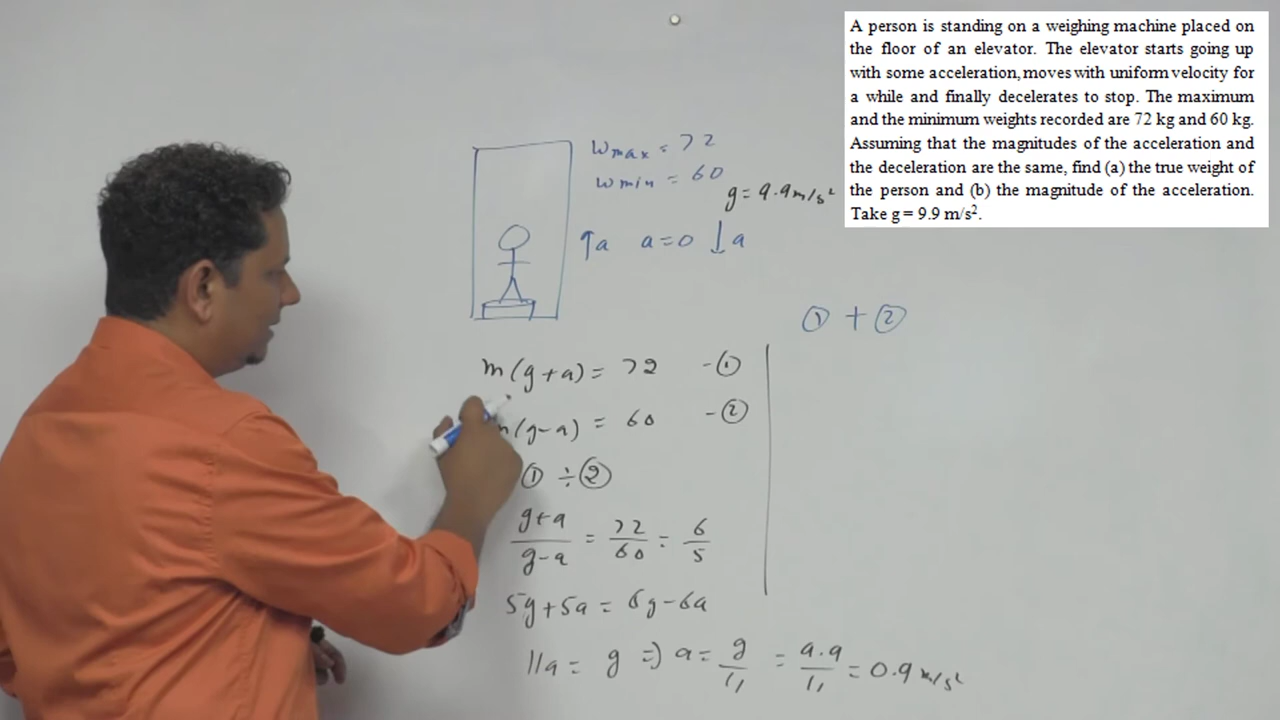 A person is standing on a weighing machine placed on
the floor of an elevator. The elevator starts going up
with some acceleration, moves with uniform velocity for
a while and finally decelerates to stop. The maximum
and the minimum weights recorded are 72 kg and 60 kg.
Assuming that the magnitudes of the acceleration and
the deceleration are the same, find (a) the true weight of
the person and (b) the magnitude of the acceleration.
Take g = 9.9 m/s².
Wmax = 72
Wmin = 60
g = 9.9 m/s²
↑a a=0 ↓a
① + ②
m(g+a) = 72 -①
(g-a) = 60 -②
① ÷ ②
g+a/g-a = 72/60 = 6/5
5g+5a = 6g-6a
11a = g => a = g/11 = 9.9/11 = 0.9 m/s²